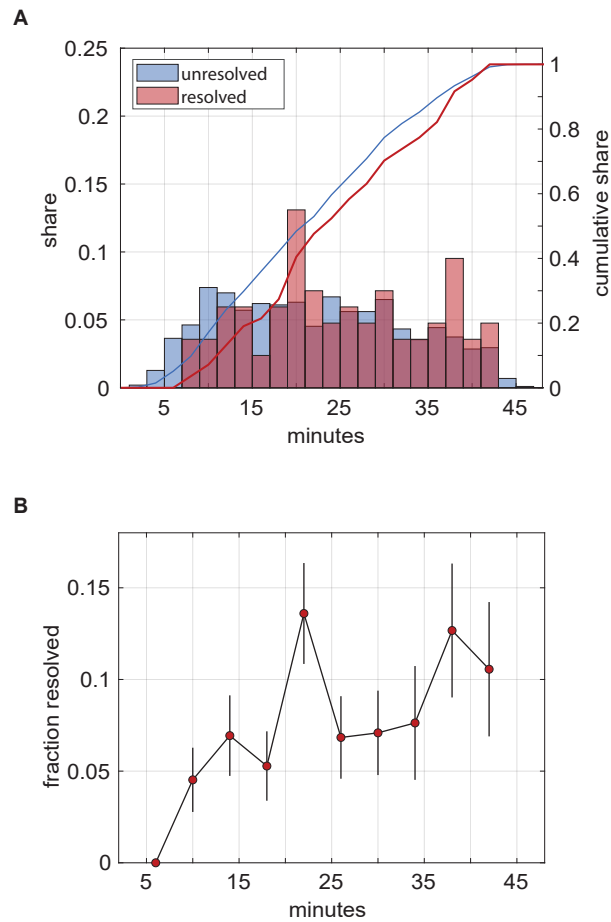 A
0.25
0.2
0.15
0.1
0.05
0
share
unresolved
resolved
1
0.8
0.6
0.4
0.2
0
cumulative share
5 15 25 35 45
minutes
B
0.15
0.1
0.05
0
fraction resolved
5 15 25 35 45
minutes